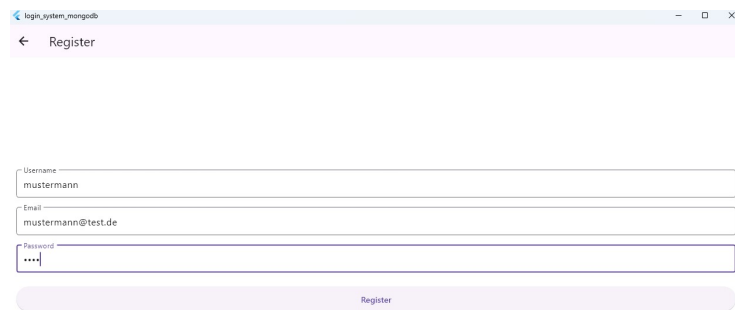 login_system_mongodb
Register
Username
mustermann
Email
mustermann@test.de
Password
••••
Register